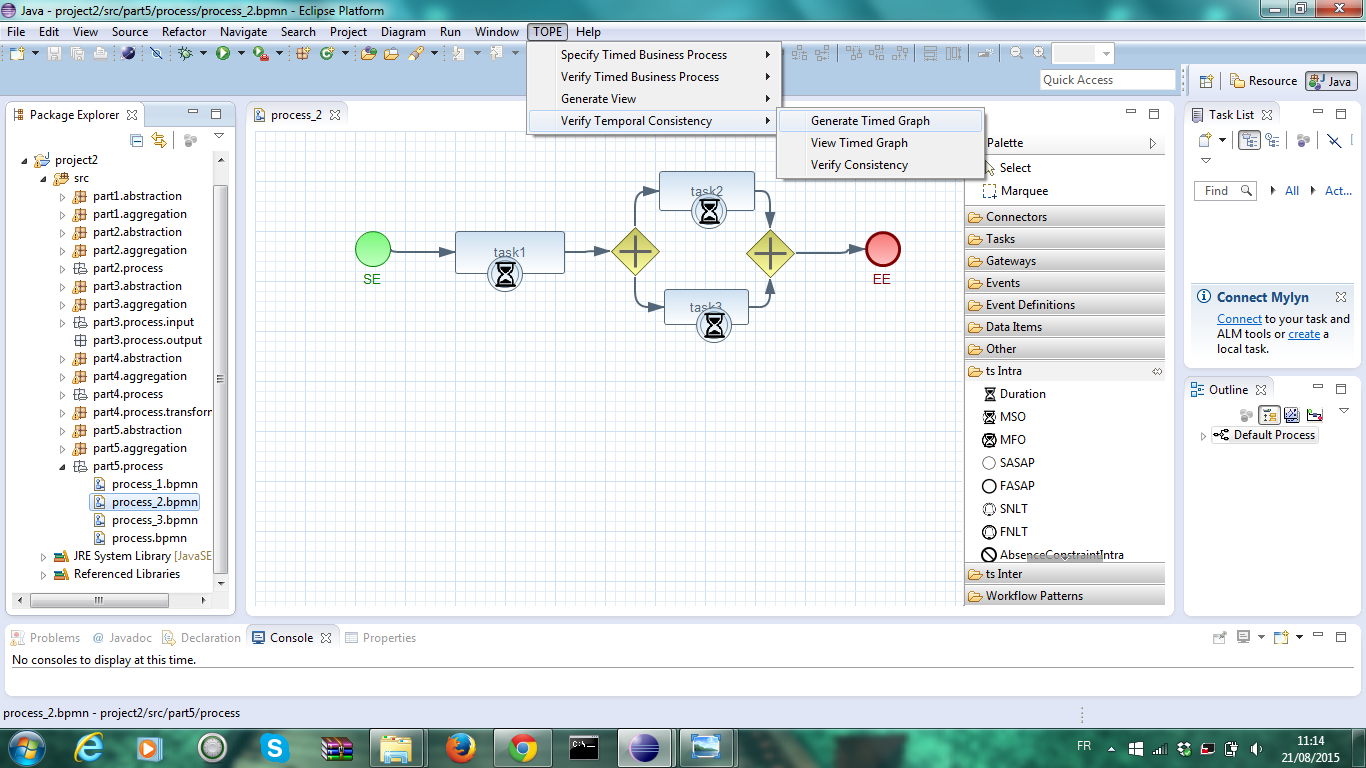 Java - project2/src/part5/process/process_2.bpmn - Eclipse Platform
File Edit View Source Refactor Navigate Search Project Diagram Run Window TOPE Help
Specify Timed Business Process
Verify Timed Business Process
Generate View
Verify Temporal Consistency
Generate Timed Graph
View Timed Graph
Verify Consistency
Quick Access
Resource
Java
Package Explorer
project2
src
part1.abstraction
part1.aggregation
part2.abstraction
part2.aggregation
part2.process
part3.abstraction
part3.aggregation
part3.process.input
part3.process.output
part4.abstraction
part4.aggregation
part4.process
part4.process.transforr
part5.abstraction
part5.aggregation
part5.process
process_1.bpmn
process_2.bpmn
process_3.bpmn
process.bpmn
JRE System Library [JavaSE
Referenced Libraries
process_2
SE
task1
task2
task3
EE
Palette
Select
Marquee
Connectors
Tasks
Gateways
Events
Event Definitions
Data Items
Other
ts Intra
Duration
MSO
MFO
SASAP
FASAP
SNLT
FNLT
AbsenceConstraintIntra
ts Inter
Workflow Patterns
Task List
Find
All
Act...
Connect Mylyn
Connect to your task and
ALM tools or create a
local task.
Outline
Default Process
Problems @ Javadoc Declaration Console Properties
No consoles to display at this time.
process_2.bpmn - project2/src/part5/process
FR
11:14
21/08/2015